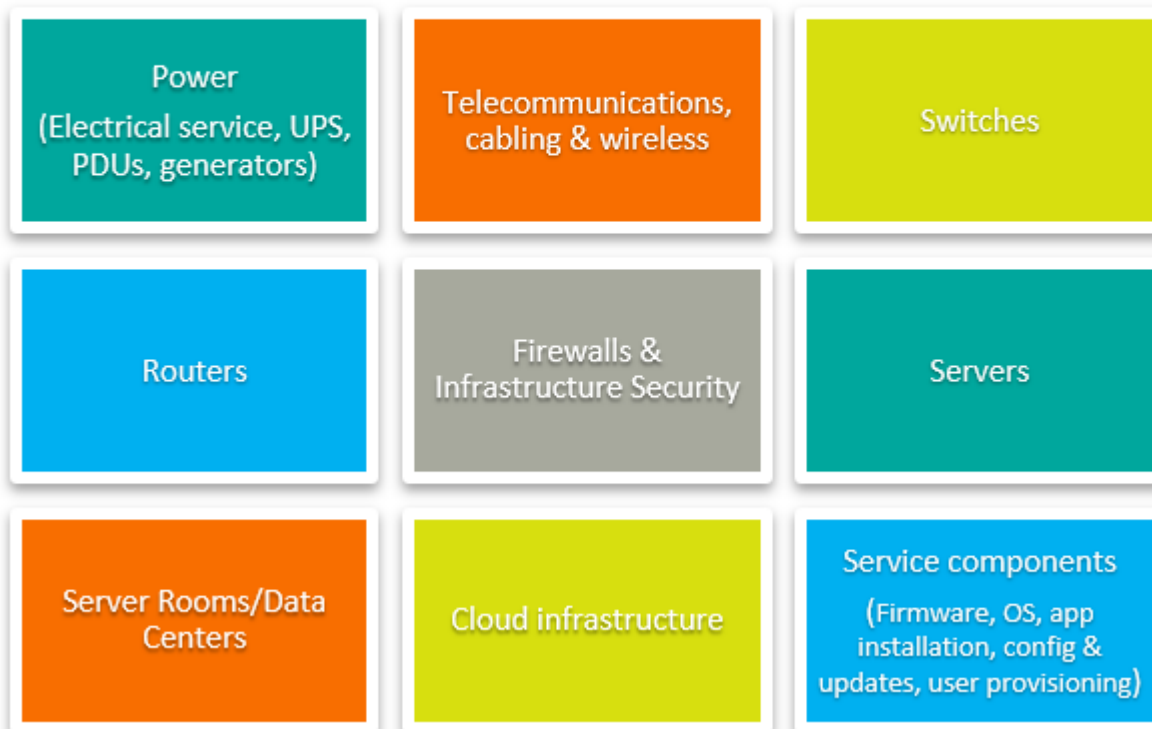 Power
(Electrical service, UPS,
PDUs, generators)
Telecommunications,
cabling & wireless
Switches
Routers
Firewalls &
Infrastructure Security
Servers
Server Rooms/Data
Centers
Cloud infrastructure
Service components
(Firmware, OS, app
installation, config &
updates, user provisioning)